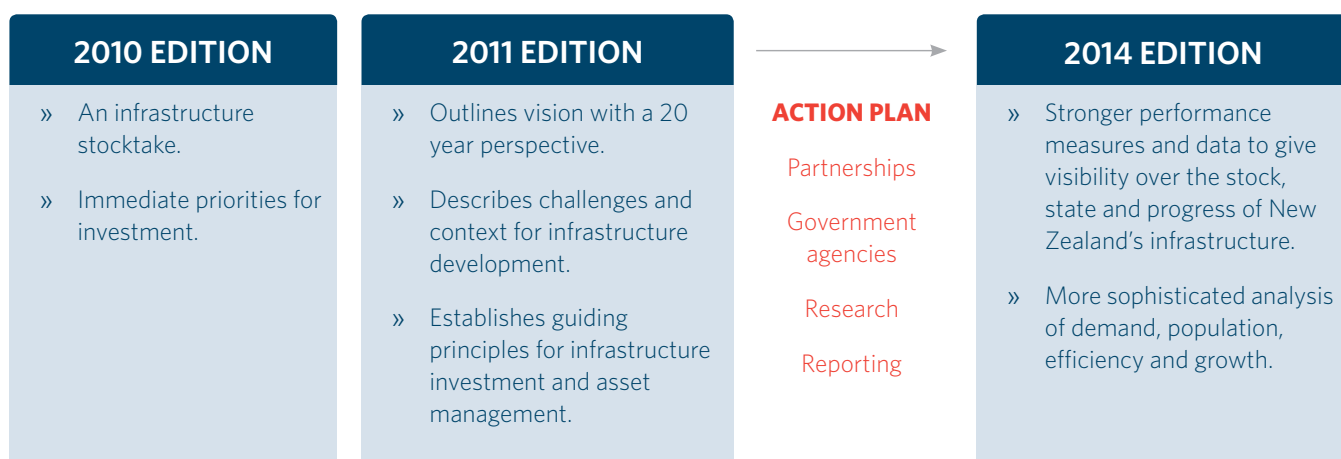 2010 EDITION
» An infrastructure
stocktake.
» Immediate priorities for
investment.
2011 EDITION
» Outlines vision with a 20
year perspective.
» Describes challenges and
context for infrastructure
development.
» Establishes guiding
principles for infrastructure
investment and asset
management.
ACTION PLAN
Partnerships
Government
agencies
Research
Reporting
2014 EDITION
» Stronger performance
measures and data to give
visibility over the stock,
state and progress of New
Zealand’s infrastructure.
» More sophisticated analysis
of demand, population,
efficiency and growth.